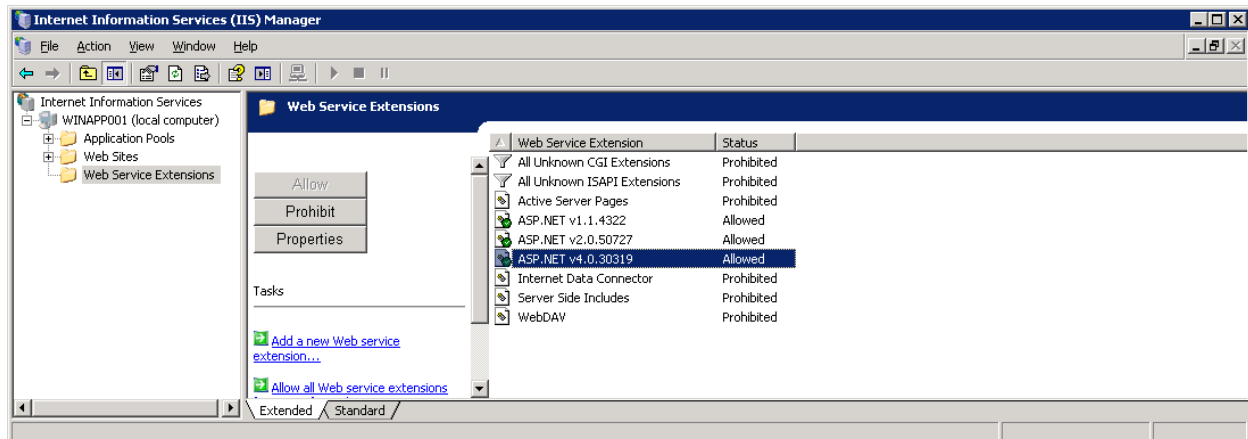 Internet Information Services (IIS) Manager
File Action View Window Help
Internet Information Services
WINAPP001 (local computer)
Application Pools
Web Sites
Web Service Extensions
Web Service Extensions
Allow
Prohibit
Properties
Tasks
Add a new Web service
extension...
Allow all Web service extensions
Web Service Extension Status
All Unknown CGI Extensions Prohibited
All Unknown ISAPI Extensions Prohibited
Active Server Pages Prohibited
ASP.NET v1.1.4322 Allowed
ASP.NET v2.0.50727 Allowed
ASP.NET v4.0.30319 Allowed
Internet Data Connector Prohibited
Server Side Includes Prohibited
WebDAV Prohibited
Extended Standard